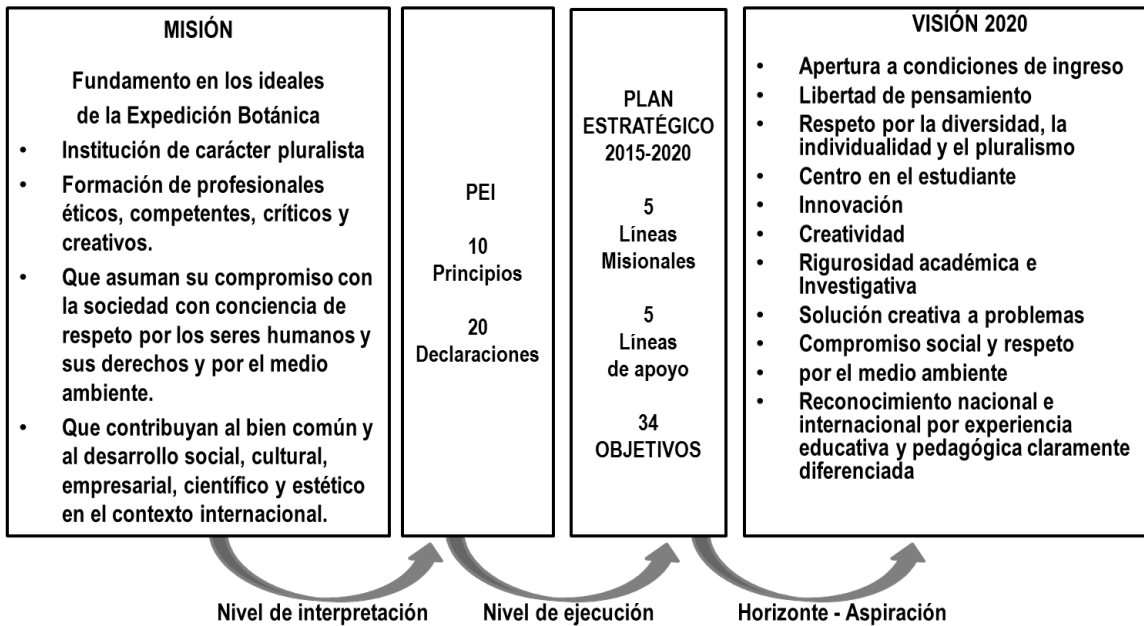 MISIÓN
Fundamento en los ideales
de la Expedición Botánica
• Institución de carácter pluralista
• Formación de profesionales
éticos, competentes, críticos y
creativos.
• Que asuman su compromiso con
la sociedad con conciencia de
respeto por los seres humanos y
sus derechos y por el medio
ambiente.
• Que contribuyan al bien común y
al desarrollo social, cultural,
empresarial, científico y estético
en el contexto internacional.
PEI
10
Principios
20
Declaraciones
PLAN
ESTRATÉGICO
2015-2020
5
Líneas
Misionales
5
Líneas
de apoyo
34
OBJETIVOS
VISIÓN 2020
• Apertura a condiciones de ingreso
• Libertad de pensamiento
• Respeto por la diversidad, la
individualidad y el pluralismo
• Centro en el estudiante
• Innovación
• Creatividad
• Rigurosidad académica e
Investigativa
• Solución creativa a problemas
• Compromiso social y respeto
• por el medio ambiente
• Reconocimiento nacional e
internacional por experiencia
educativa y pedagógica claramente
diferenciada
Nivel de interpretación
Nivel de ejecución
Horizonte - Aspiración